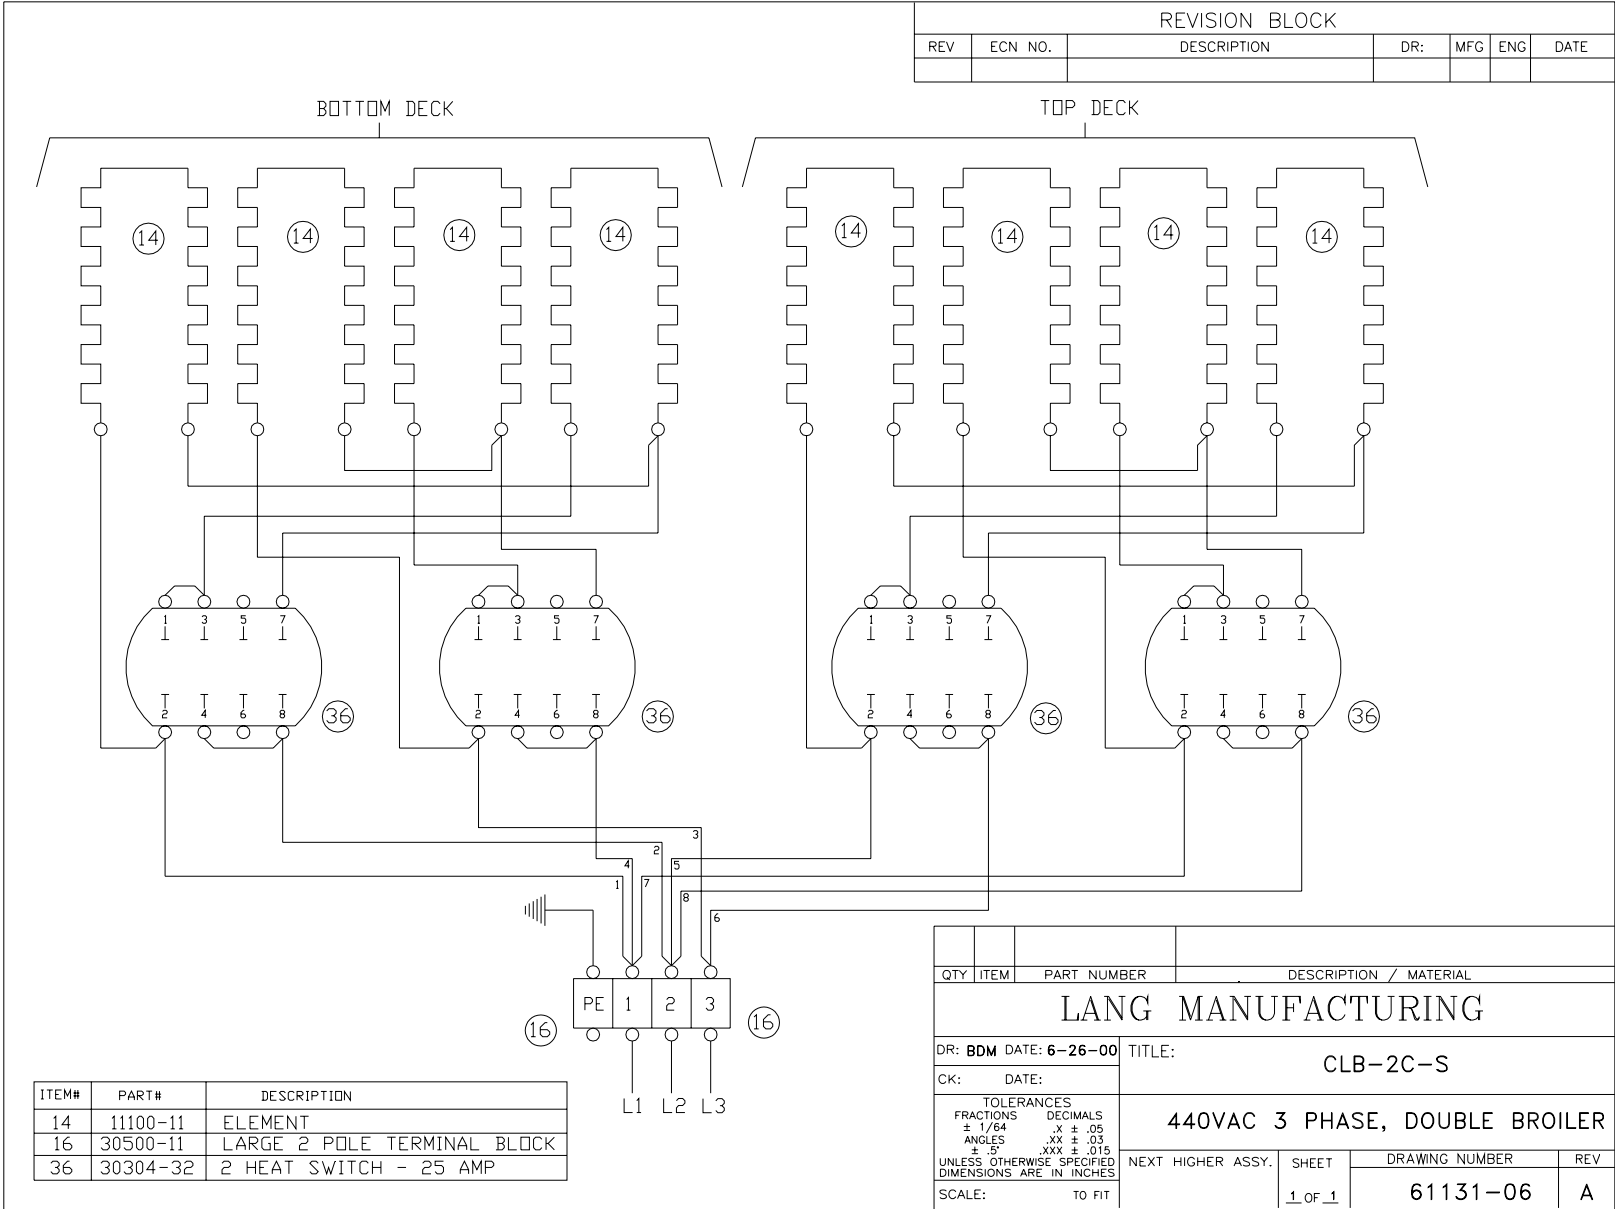 REVISION BLOCK
REV ECN NO. DESCRIPTION DR: MFG ENG DATE
BOTTOM DECK TOP DECK
14 14 14 14 14 14 14 14
1 3 5 7 1 3 5 7 1 3 5 7 1 3 5 7
2 4 6 8 2 4 6 8 2 4 6 8 2 4 6 8
36 36 36 36
3
2
4 5
1 7
8
6
PE 1 2 3
16 16
L1 L2 L3
ITEM# PART# DESCRIPTION
14 11100-11 ELEMENT
16 30500-11 LARGE 2 POLE TERMINAL BLOCK
36 30304-32 2 HEAT SWITCH - 25 AMP
QTY ITEM PART NUMBER DESCRIPTION / MATERIAL
LANG MANUFACTURING
DR: BDM DATE: 6-26-00 TITLE:
CLB-2C-S
CK: DATE:
440VAC 3 PHASE, DOUBLE BROILER
TOLERANCES
FRACTIONS DECIMALS
± 1/64 .X ± .05
ANGLES .XX ± .03
± .5° .XXX ± .015
UNLESS OTHERWISE SPECIFIED
DIMENSIONS ARE IN INCHES
SCALE: TO FIT
NEXT HIGHER ASSY. SHEET DRAWING NUMBER REV
1 OF 1 61131-06 A